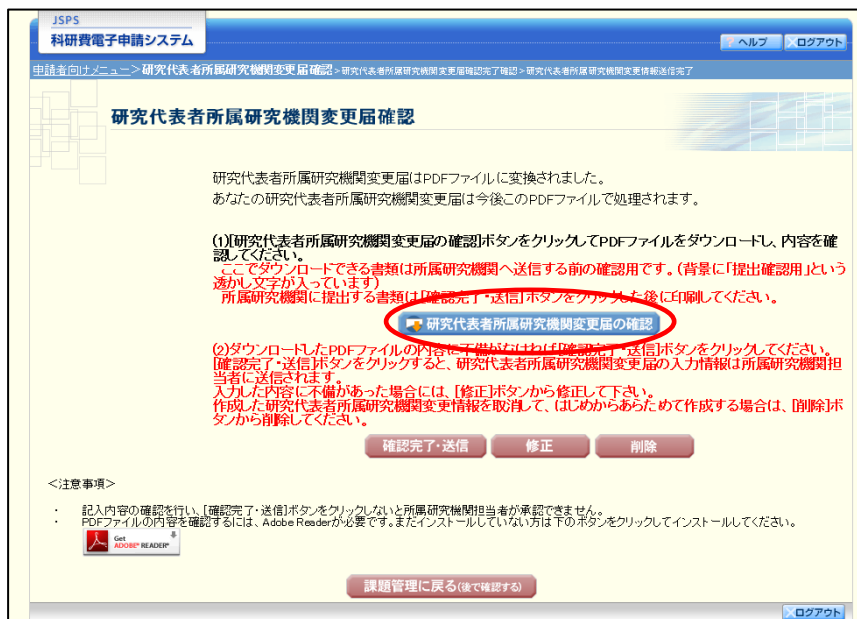 JSPS
科研費電子申請システム
ヘルプ
ログアウト
申請者向けメニュー>研究代表者所属研究機関変更届確認>研究代表者所属研究機関変更届確認完了確認>研究代表者所属研究機関変更情報送信完了
研究代表者所属研究機関変更届確認
研究代表者所属研究機関変更届はPDFファイルに変換されました。
あなたの研究代表者所属研究機関変更届は今後このPDFファイルで処理されます。
(1)[研究代表者所属研究機関変更届の確認]ボタンをクリックしてPDFファイルをダウンロードし、内容を確
認してください。
ここでダウンロードできる書類は所属研究機関へ送信する前の確認用です。(背景に「提出確認用」という
透かし文字が入っています)
所属研究機関に提出する書類は[確認完了・送信]ボタンをクリックした後に印刷してください。
研究代表者所属研究機関変更届の確認
(2)ダウンロードしたPDFファイルの内容に不備がなければ[確認完了・送信]ボタンをクリックしてください。
[確認完了・送信]ボタンをクリックすると、研究代表者所属研究機関変更届の入力情報は所属研究機関担
当者に送信されます。
入力した内容に不備があった場合には、[修正]ボタンから修正して下さい。
作成した研究代表者所属研究機関変更情報を取消して、はじめからあらためて作成する場合は、[削除]ボ
タンから削除してください。
確認完了・送信
修正
削除
<注意事項>
・ 記入内容の確認を行い、[確認完了・送信]ボタンをクリックしないと所属研究機関担当者が承認できません。
・ PDFファイルの内容を確認するには、Adobe Readerが必要です。まだインストールしていない方は下のボタンをクリックしてインストールしてください。
Get
ADOBE® READER®
課題管理に戻る(後で確認する)
ログアウト